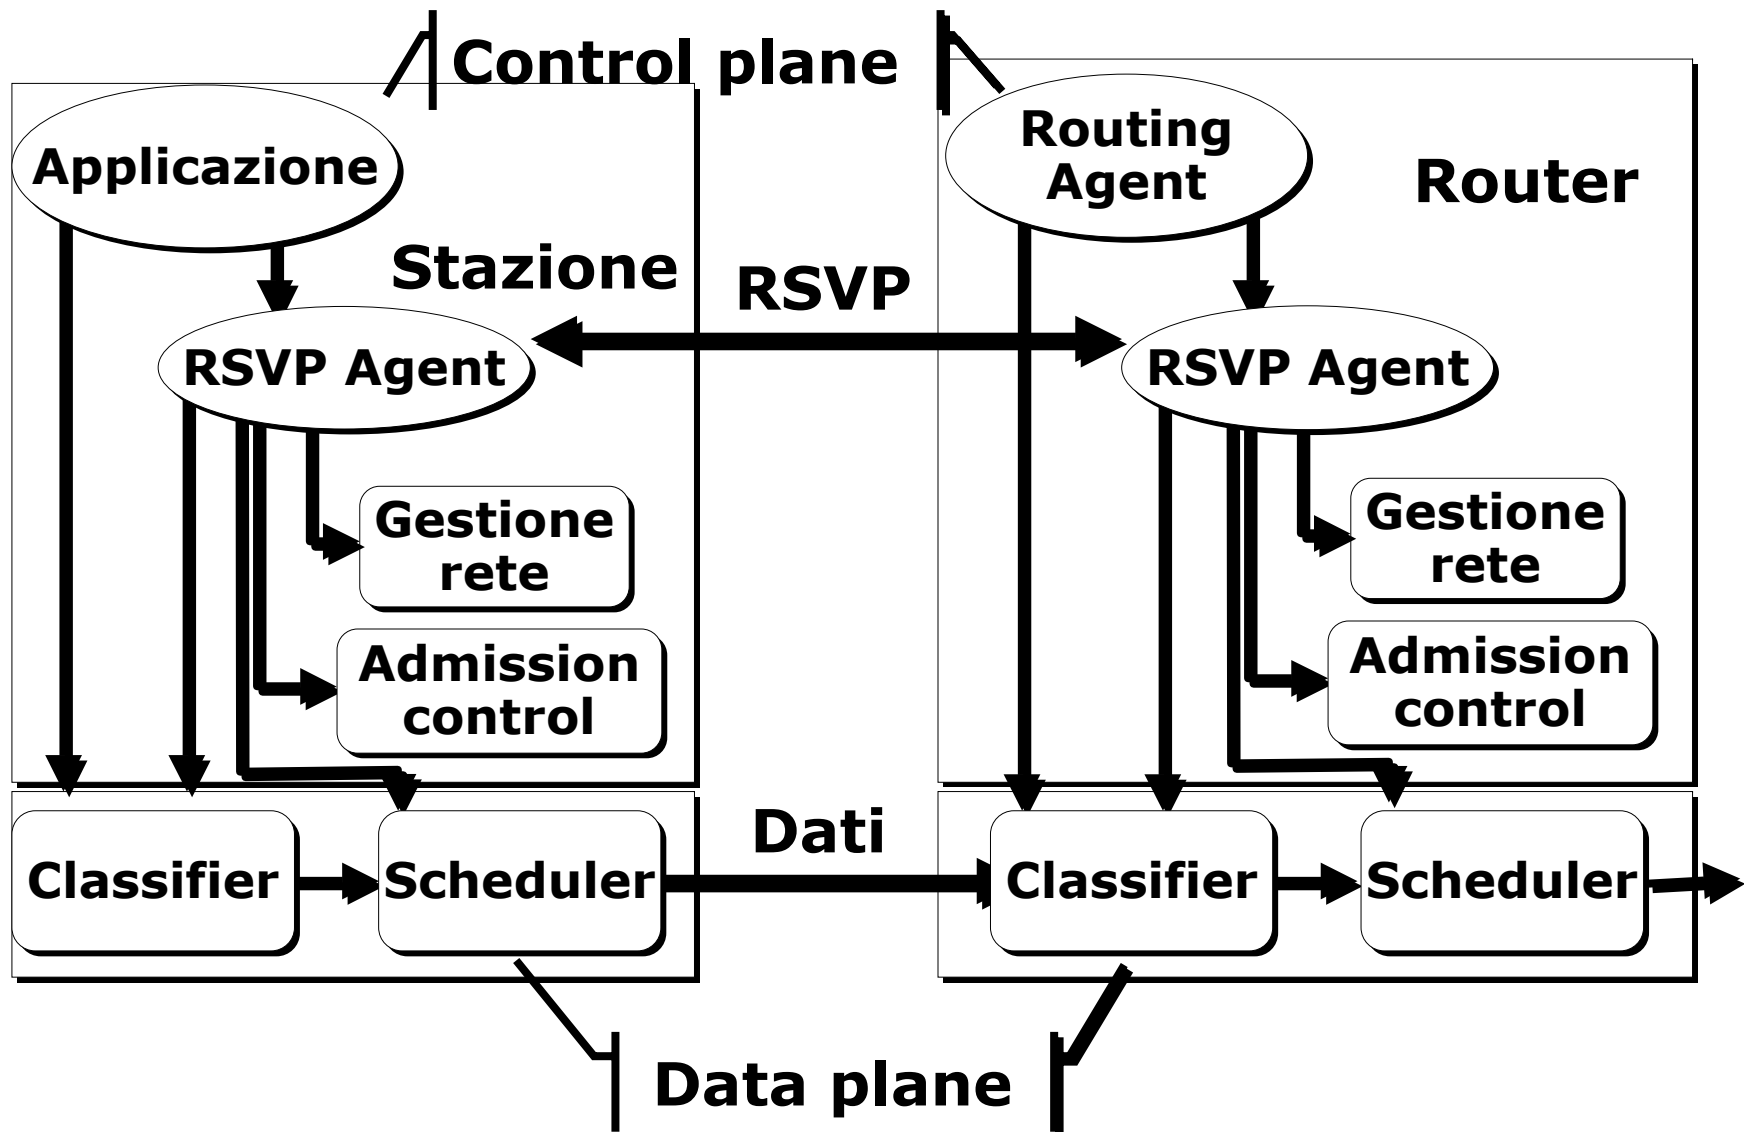 Control plane
Applicazione
Stazione
RSVP Agent
Gestione
rete
Admission
control
Classifier
Scheduler
RSVP
Dati
Routing
Agent
Router
RSVP Agent
Gestione
rete
Admission
control
Classifier
Scheduler
Data plane